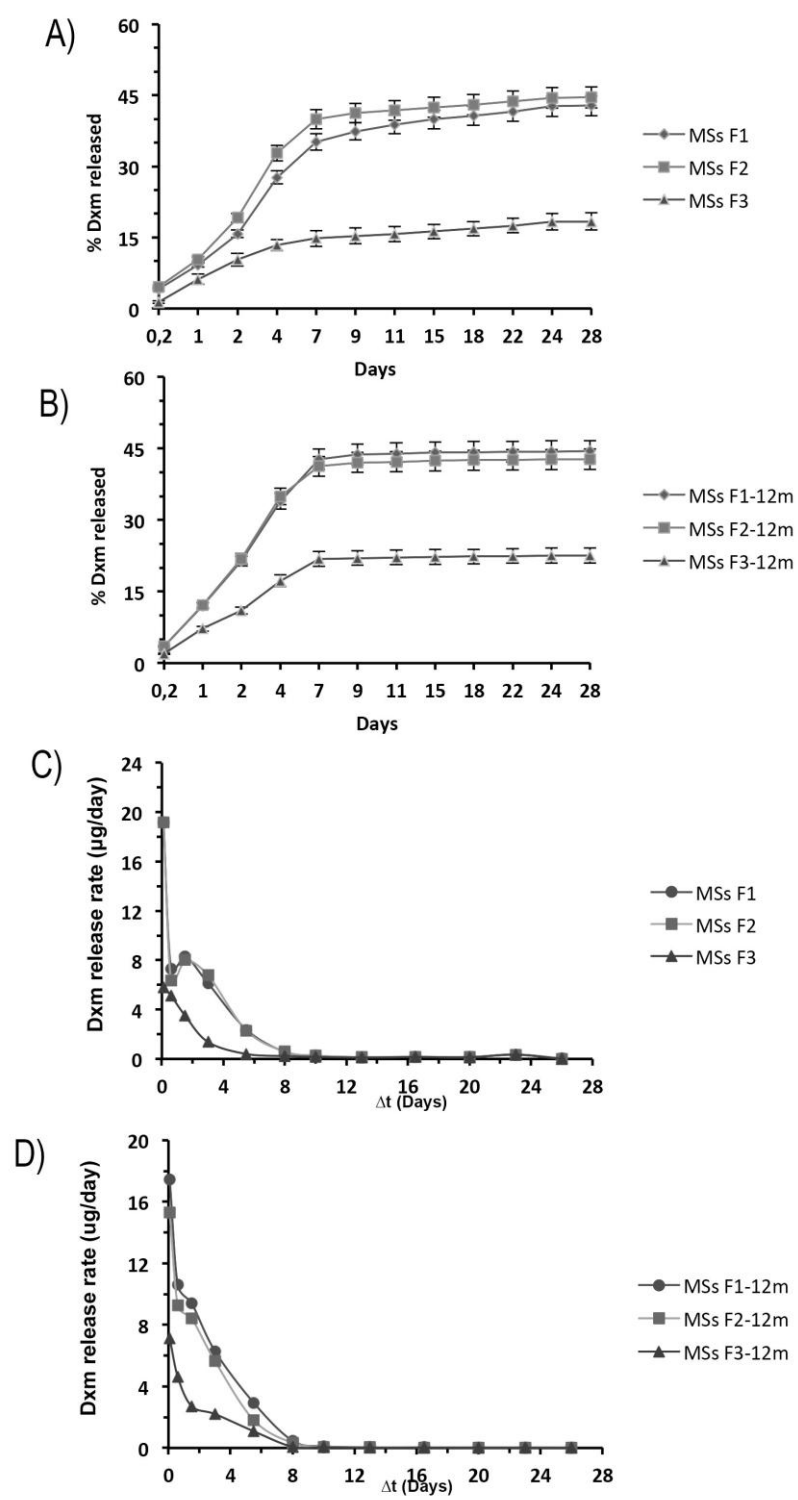 A)
60
45
30
15
0
% Dxm released
0,2 1 2 4 7 9 11 15 18 22 24 28
Days
MSs F1
MSs F2
MSs F3
B)
60
45
30
15
0
% Dxm released
0,2 1 2 4 7 9 11 15 18 22 24 28
Days
MSs F1-12m
MSs F2-12m
MSs F3-12m
C)
24
20
16
12
8
4
0
Dxm release rate (µg/day)
0 4 8 12 16 20 24 28
Δt (Days)
MSs F1
MSs F2
MSs F3
D)
20
16
12
8
4
0
Dxm release rate (ug/day)
0 4 8 12 16 20 24 28
Δt (Days)
MSs F1-12m
MSs F2-12m
MSs F3-12m